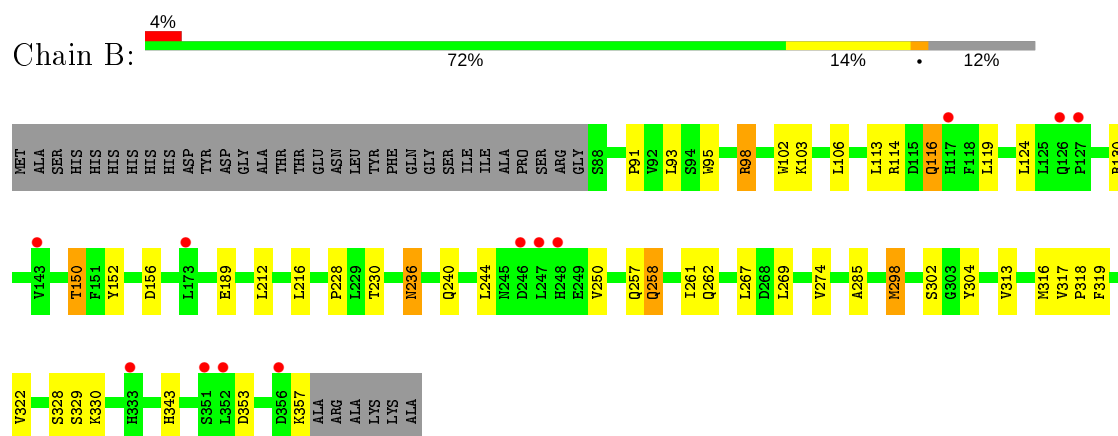 4%
Chain B:
72% 14% • 12%
MET ALA SER HIS HIS HIS HIS HIS HIS ASP TYR ASP GLY ALA THR THR GLU ASN LEU TYR PHE GLN GLY SER ILE ILE ALA PRO SER ARG GLY S88 P91 V92 L93 S94 W95 R98 W102 K103 L106 L113 R114 D115 Q116 H117 F118 L119 L124 L125 Q126 P127 R130
V143 T150 F151 Y152 D156 L173 E189 L212 L216 P228 L229 T230 N236 Q240 L244 N245 D246 L247 H248 E249 V250 Q257 Q258 I261 Q262 L267 D268 L269 V274 A285 M298 S302 G303 Y304 V313 M316 V317 P318 F319
V322 S328 S329 K330 H333 H343 S351 L352 D353 D356 K357 ALA ARG ALA LYS LYS ALA